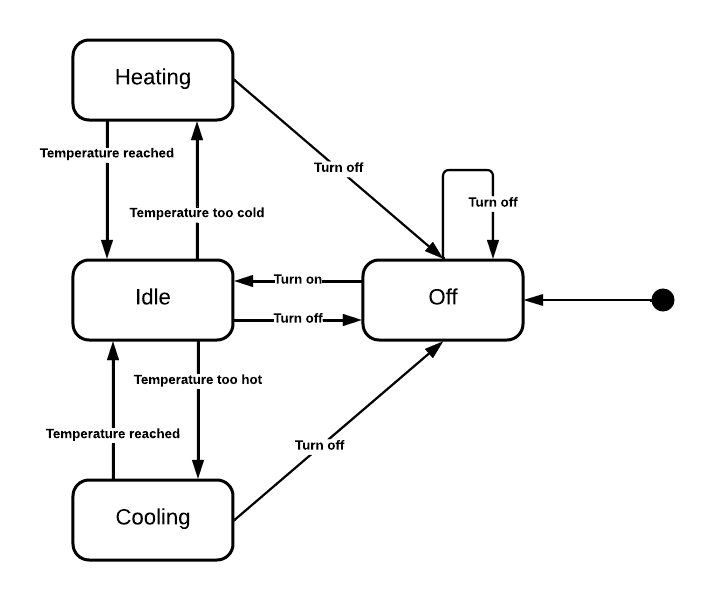 Heating
Temperature reached
Turn off
Turn off
Temperature too cold
Turn on
Idle
Off
Turn off
Temperature too hot
Temperature reached
Turn off
Cooling